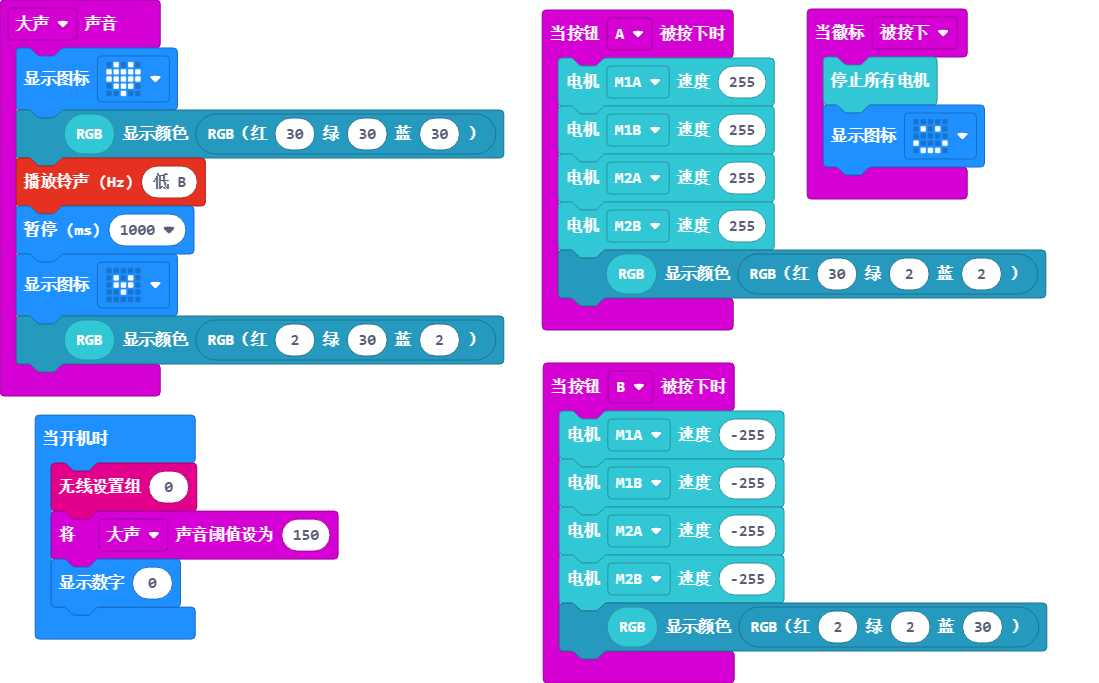 大声 声音
显示图标
RGB 显示颜色 RGB（红 30 绿 30 蓝 30 ）
播放铃声 (Hz) 低 B
暂停 (ms) 1000
显示图标
RGB 显示颜色 RGB（红 2 绿 30 蓝 2 ）
当开机时
无线设置组 0
将 大声 声音阈值设为 150
显示数字 0
当按钮 A 被按下时
电机 M1A 速度 255
电机 M1B 速度 255
电机 M2A 速度 255
电机 M2B 速度 255
RGB 显示颜色 RGB（红 30 绿 2 蓝 2 ）
当按钮 B 被按下时
电机 M1A 速度 -255
电机 M1B 速度 -255
电机 M2A 速度 -255
电机 M2B 速度 -255
RGB 显示颜色 RGB（红 2 绿 2 蓝 30 ）
当徽标 被按下
停止所有电机
显示图标